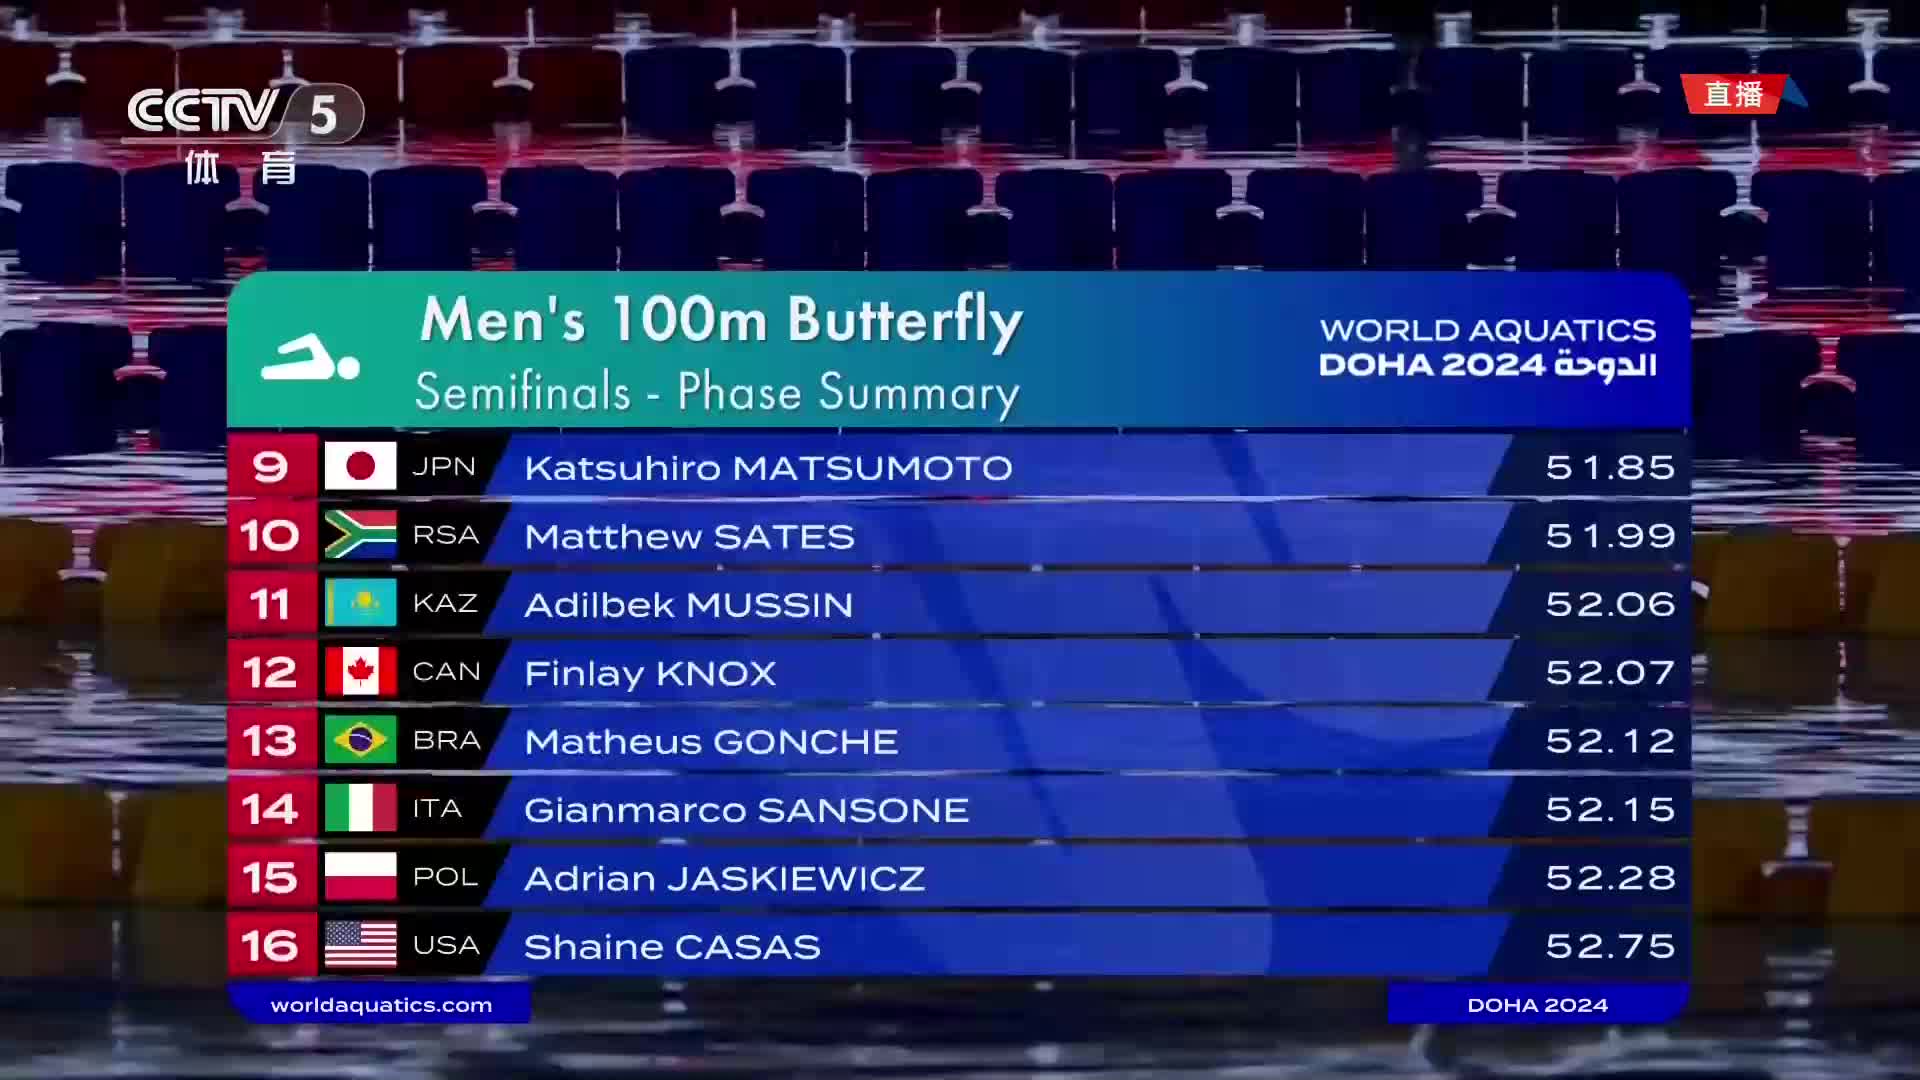 CCTV 5
体育
直播
Men's 100m Butterfly
Semifinals - Phase Summary
WORLD AQUATICS
DOHA 2024 الدوحة
9 JPN Katsuhiro MATSUMOTO 51.85
10 RSA Matthew SATES 51.99
11 KAZ Adilbek MUSSIN 52.06
12 CAN Finlay KNOX 52.07
13 BRA Matheus GONCHE 52.12
14 ITA Gianmarco SANSONE 52.15
15 POL Adrian JASKIEWICZ 52.28
16 USA Shaine CASAS 52.75
worldaquatics.com DOHA 2024